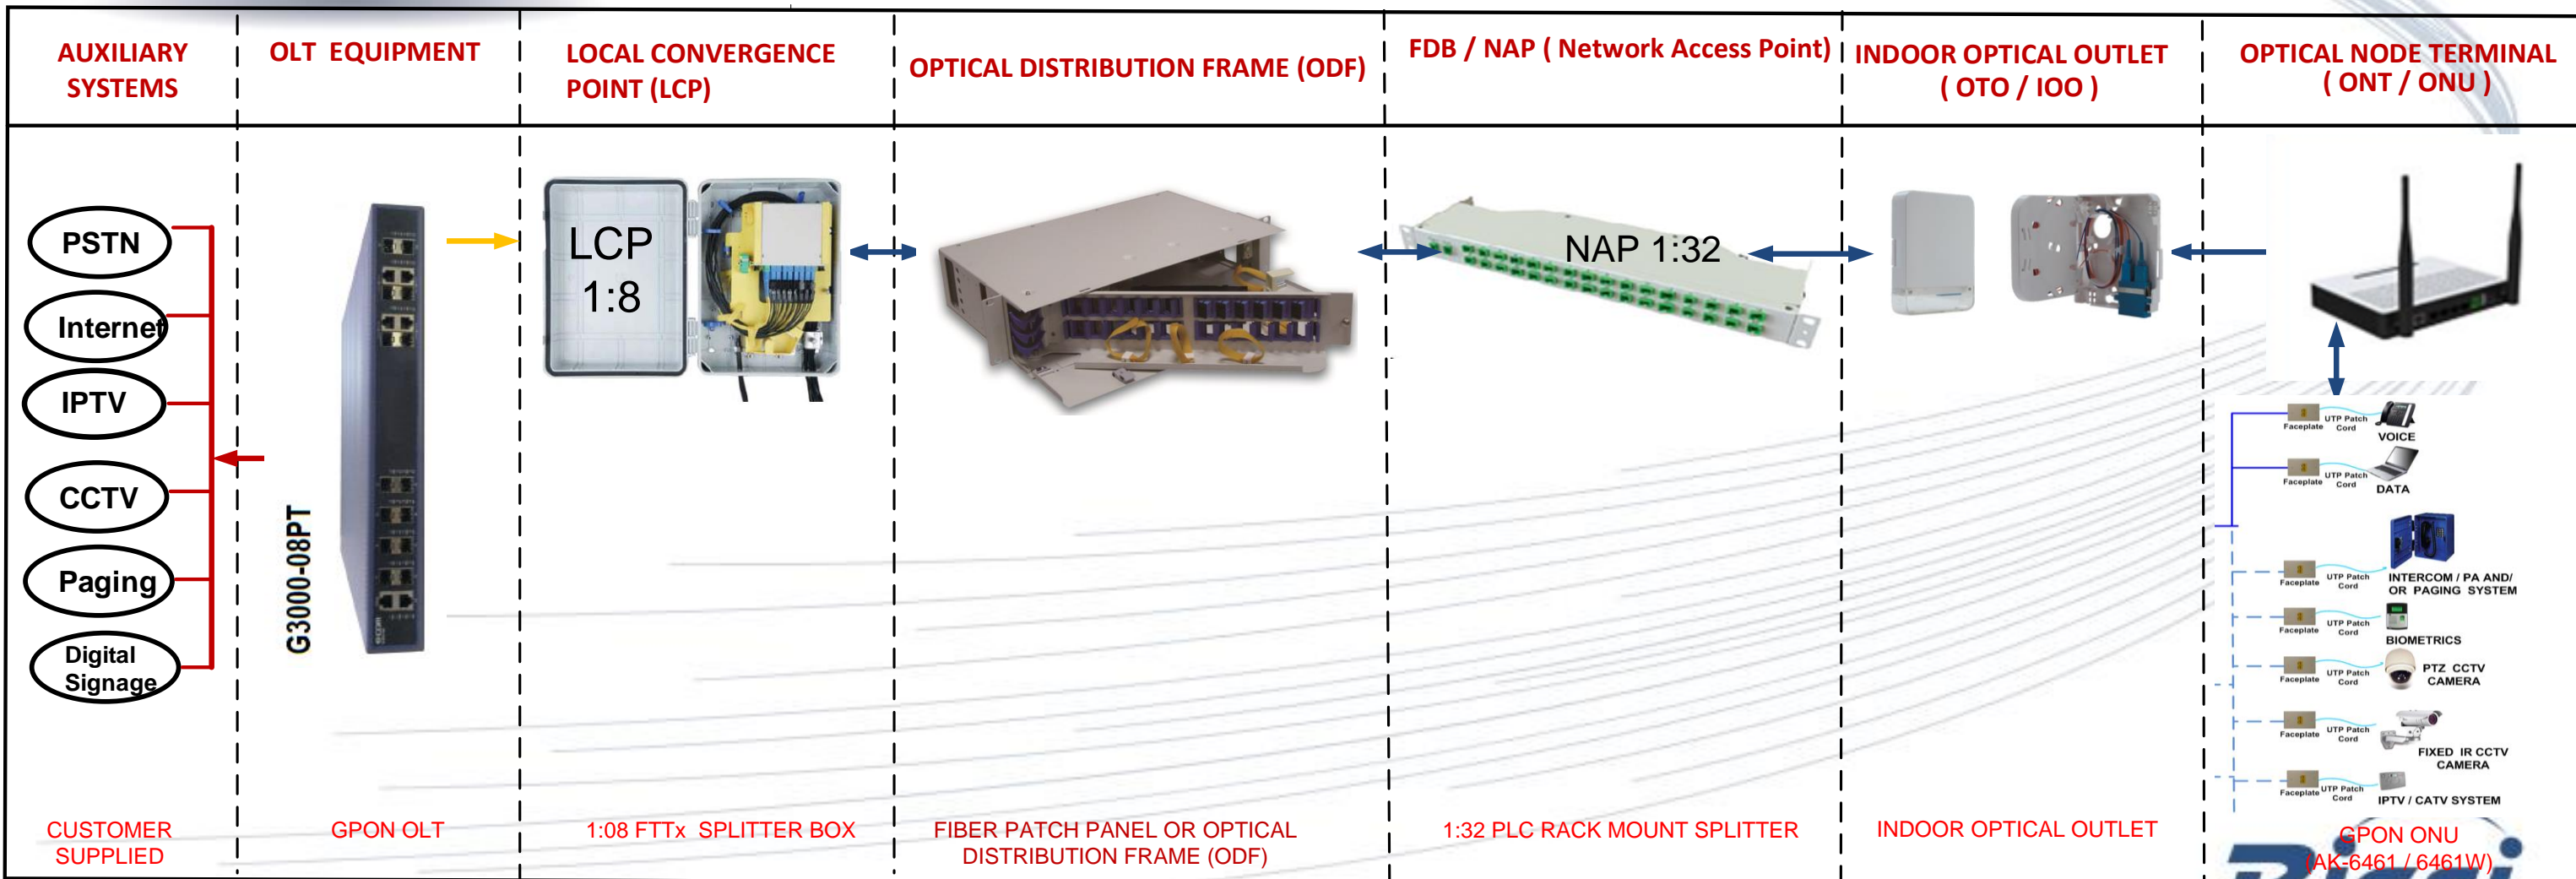 AUXILIARY
SYSTEMS
OLT EQUIPMENT
LOCAL CONVERGENCE
POINT (LCP)
OPTICAL DISTRIBUTION FRAME (ODF)
FDB / NAP ( Network Access Point)
INDOOR OPTICAL OUTLET
( OTO / IOO )
OPTICAL NODE TERMINAL
( ONT / ONU )
PSTN
Internet
IPTV
CCTV
Paging
Digital
Signage
G3000-08PT
LCP
1:8
NAP 1:32
Faceplate
UTP Patch
Cord
VOICE
Faceplate
UTP Patch
Cord
DATA
Faceplate
UTP Patch
Cord
INTERCOM / PA AND/
OR PAGING SYSTEM
Faceplate
UTP Patch
Cord
BIOMETRICS
Faceplate
UTP Patch
Cord
PTZ CCTV
CAMERA
Faceplate
UTP Patch
Cord
FIXED IR CCTV
CAMERA
Faceplate
UTP Patch
Cord
IPTV / CATV SYSTEM
CUSTOMER
SUPPLIED
GPON OLT
1:08 FTTx SPLITTER BOX
FIBER PATCH PANEL OR OPTICAL
DISTRIBUTION FRAME (ODF)
1:32 PLC RACK MOUNT SPLITTER
INDOOR OPTICAL OUTLET
GPON ONU
(AK-6461 / 6461W)